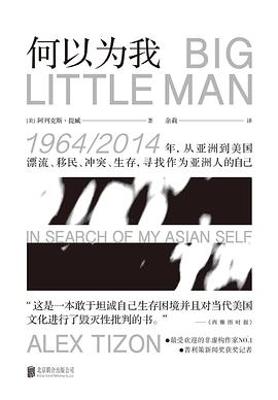 何以为我
BIG
LITTLE MAN
[美] 阿列克斯·提臧 著 余莉 译
1964/2014 年，从亚洲到美国
漂流、移民、冲突、生存，寻找作为亚洲人的自己
IN SEARCH OF MY ASIAN SELF
“这是一本敢于坦诚自己生存困境并且对当代美国
文化进行了毁灭性批判的书。”
——《西雅图时报》
ALEX TIZON
●最受欢迎的非虚构作家NO.1
●普利策新闻奖获奖记者
北京联合出版公司